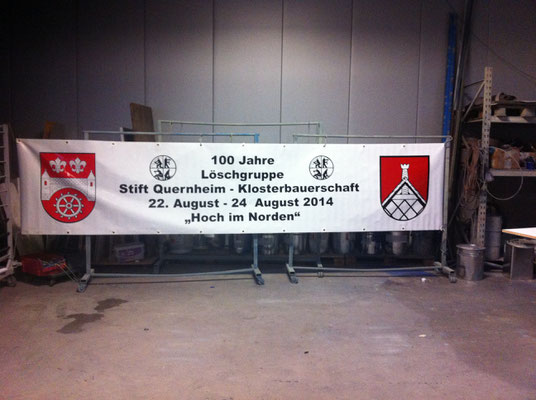 100 Jahre
Löschgruppe
Stift Quernheim - Klosterbauerschaft
22. August - 24 August 2014
„Hoch im Norden“